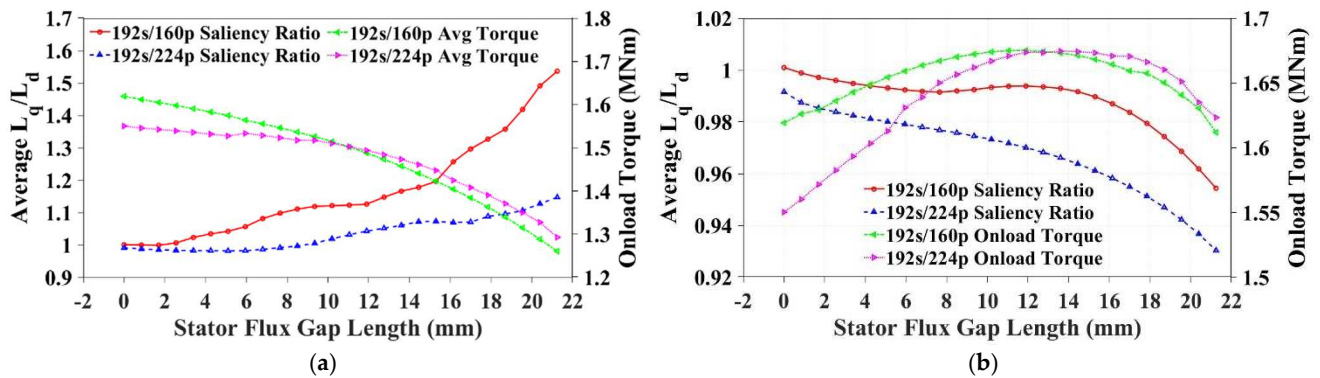 1.7
1.6
1.5
1.4
1.3
1.2
1.1
1
0.9
Average Lq/Ld
192s/160p Saliency Ratio
192s/160p Avg Torque
192s/224p Saliency Ratio
192s/224p Avg Torque
1.8
1.7
1.6
1.5
1.4
1.3
1.2
Onload Torque (MNm)
-2 0 2 4 6 8 10 12 14 16 18 20 22
Stator Flux Gap Length (mm)
(a)
1.02
1
0.98
0.96
0.94
0.92
Average Lq/Ld
192s/160p Saliency Ratio
192s/224p Saliency Ratio
192s/160p Onload Torque
192s/224p Onload Torque
1.7
1.65
1.6
1.55
1.5
Onload Torque (MNm)
-2 0 2 4 6 8 10 12 14 16 18 20 22
Stator Flux Gap Length (mm)
(b)